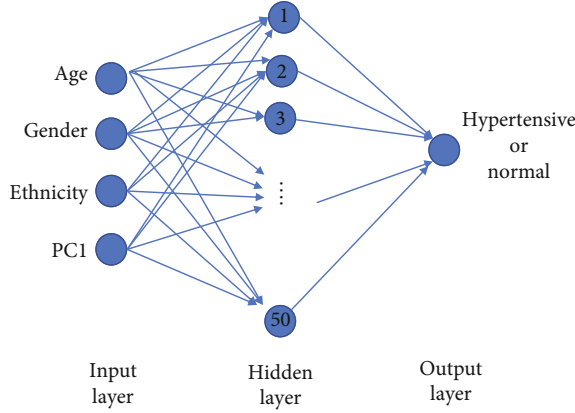 1
Age
2
Gender
3
Hypertensive
or
normal
Ethnicity
....
PC1
50
Input
layer
Hidden
layer
Output
layer